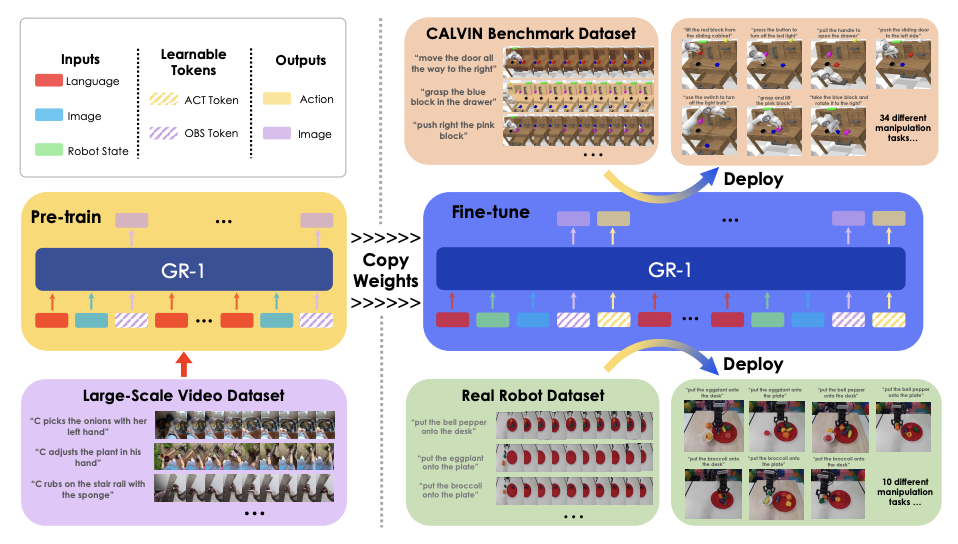 Inputs
Language
Image
Robot State
Learnable
Tokens
ACT Token
OBS Token
Outputs
Action
Image
Pre-train
...
GR-1
...
Large-Scale Video Dataset
“C picks the onions with her
left hand”
“C adjusts the plant in his
hand”
“C rubs on the stair rail with
the sponge”
...
>>>>>>
Copy
Weights
>>>>>>
CALVIN Benchmark Dataset
“move the door all
the way to the right”
“grasp the blue
block in the drawer”
“push right the pink
block”
...
“lift the red block from
the sliding cabinet”
“press the button to
turn off the led light”
“pull the handle to
open the drawer”
“push the sliding door
to the left side”
“use the switch to turn
off the light bulb”
“grasp and lift
the pink block”
“take the blue block and
rotate it to the right”
34 different
manipulation
tasks...
Deploy
Fine-tune
...
GR-1
...
Deploy
Real Robot Dataset
“put the bell pepper
onto the desk”
“put the eggplant
onto the plate”
“put the broccoli
onto the plate”
...
“put the eggplant onto
the desk”
“put the eggplant onto
the plate”
“put the bell pepper
onto the desk”
“put the bell pepper
onto the plate”
“put the broccoli onto
the desk”
“put the broccoli onto
the plate”
“put the broccoli onto
the desk”
10 different
manipulation
tasks ...